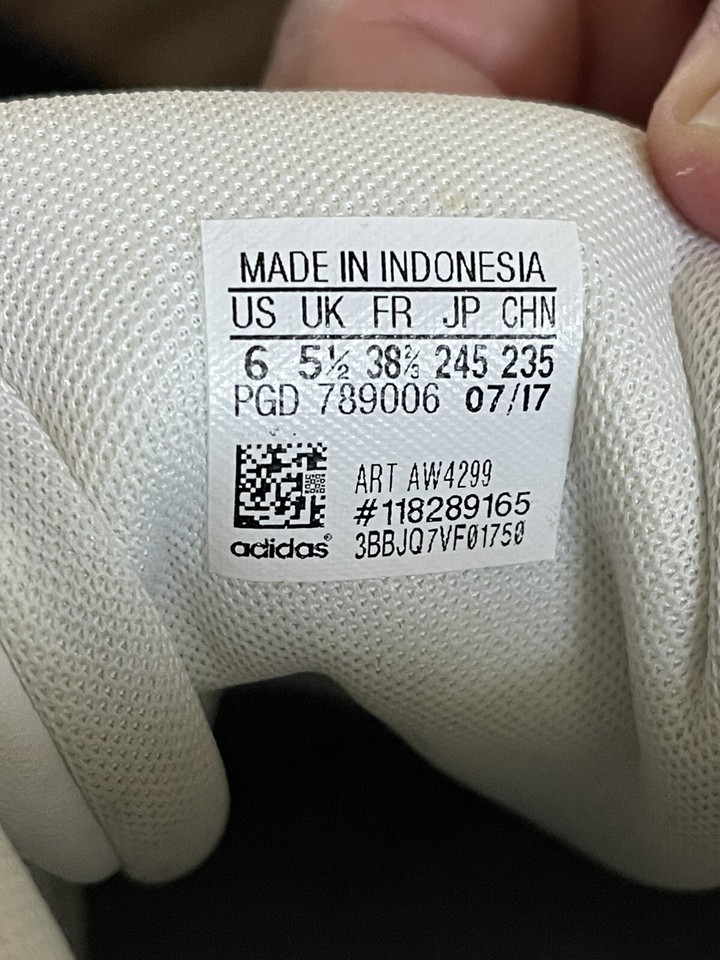 MADE IN INDONESIA
US UK FR JP CHN
6 5½ 38⅔ 245 235
PGD 789006 07/17
ART AW4299
#118289165
adidas® 3BBJQ7VF01750